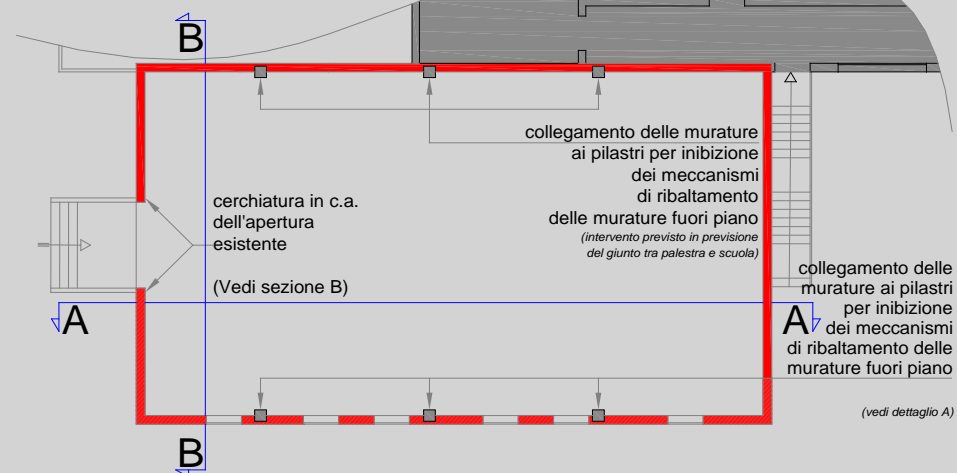 B
collegamento delle murature
ai pilastri per inibizione
dei meccanismi
di ribaltamento
delle murature fuori piano
(intervento previsto in previsione
del giunto tra palestra e scuola)
cerchiatura in c.a.
dell'apertura
esistente
(Vedi sezione B)
A
A
collegamento delle
murature ai pilastri
per inibizione
dei meccanismi
di ribaltamento delle
murature fuori piano
(vedi dettaglio A)
B